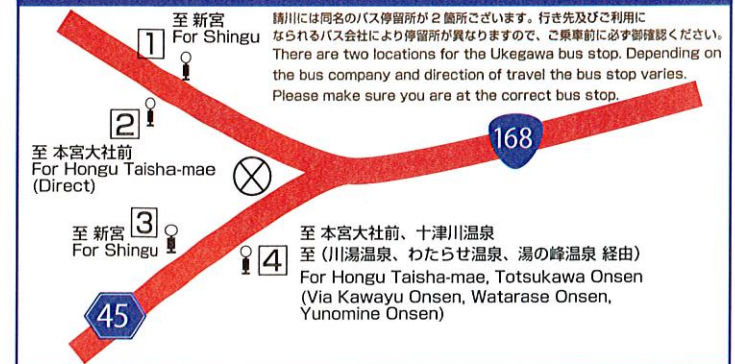 請川には同名のバス停留所が2箇所ございます。行き先及びご利用に
なられるバス会社により停留所が異なりますので、ご乗車前に必ず御確認ください。
There are two locations for the Ukegawa bus stop. Depending on
the bus company and direction of travel the bus stop varies.
Please make sure you are at the correct bus stop.
至 新宮
1 For Shingu
2
至 本宮大社前
For Hongu Taisha-mae
(Direct)
168
至 新宮 3
For Shingu
4
至 本宮大社前、十津川温泉
至 (川湯温泉、わたらせ温泉、湯の峰温泉 経由)
For Hongu Taisha-mae, Totsukawa Onsen
(Via Kawayu Onsen, Watarase Onsen,
Yunomine Onsen)
45